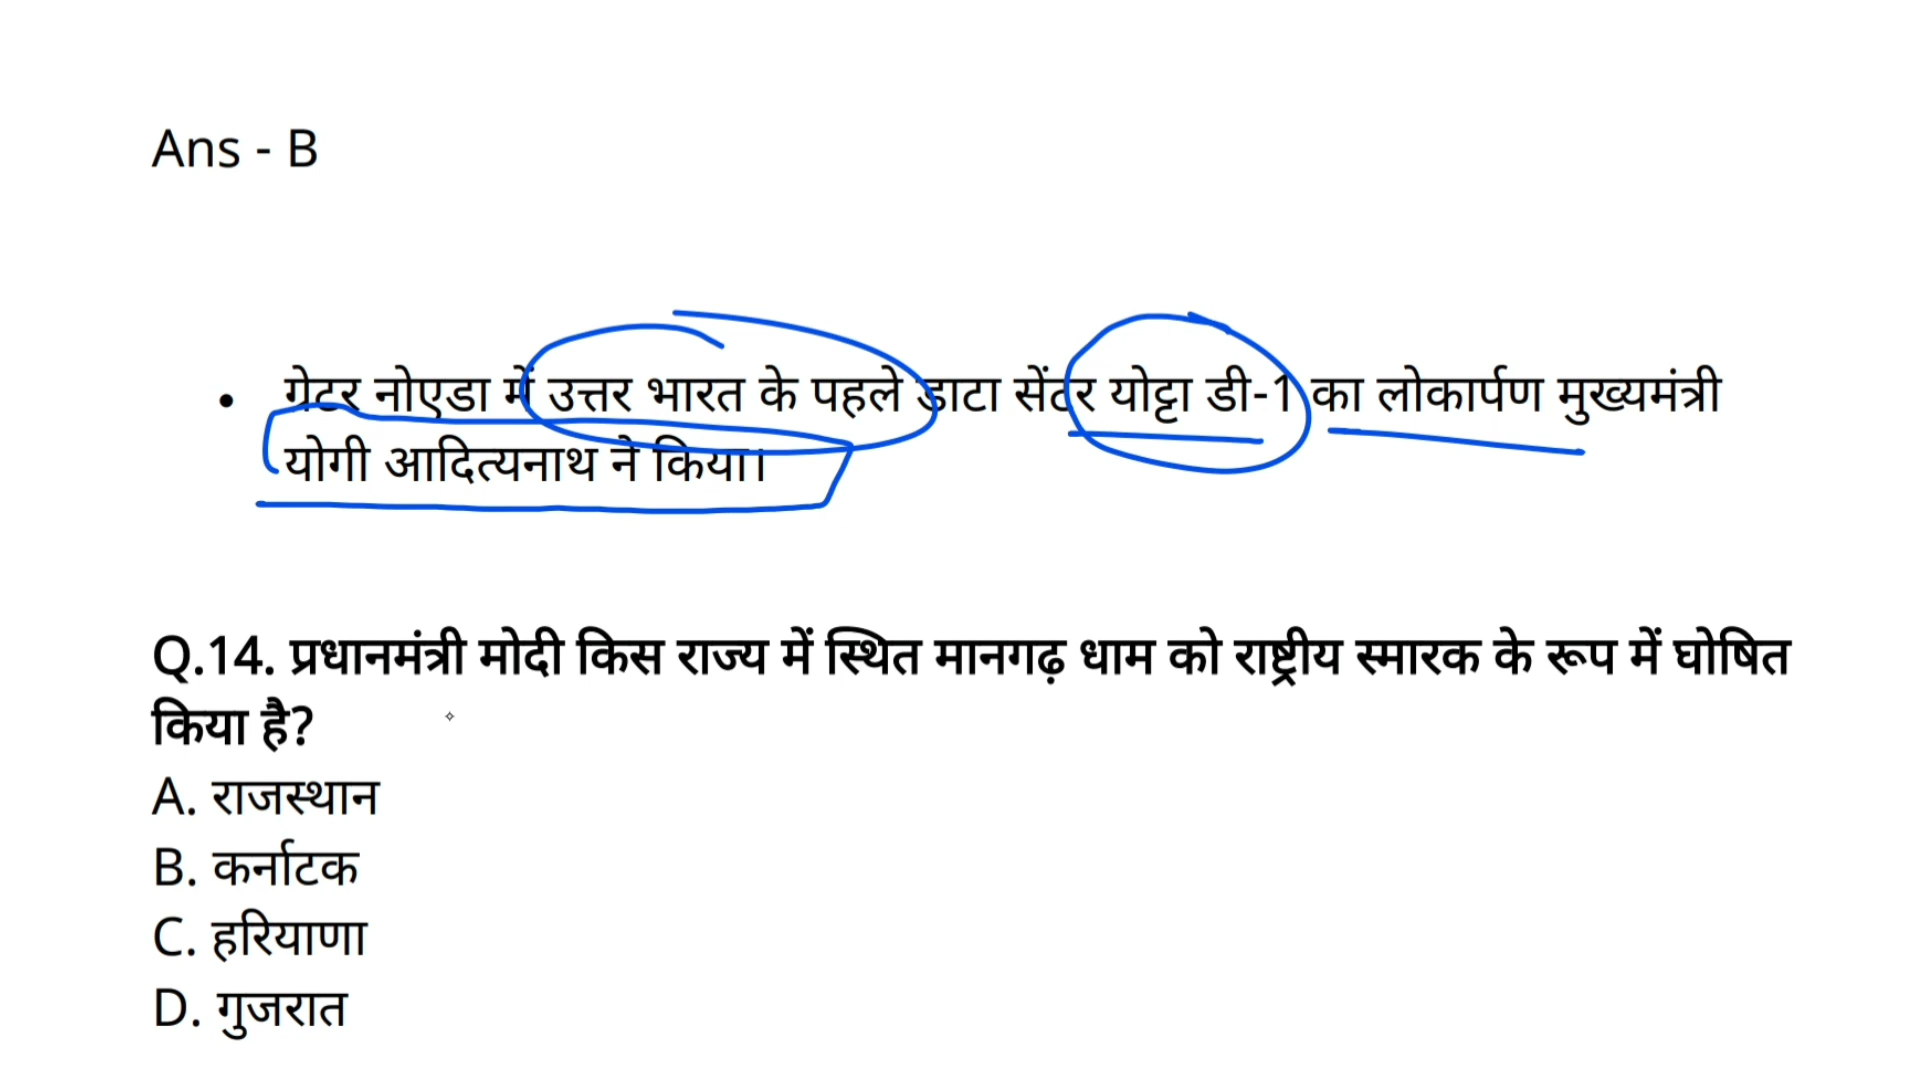 Ans - B
• ग्रेटर नोएडा में उत्तर भारत के पहले डाटा सेंटर योट्टा डी-1 का लोकार्पण मुख्यमंत्री
योगी आदित्यनाथ ने किया।
Q.14. प्रधानमंत्री मोदी किस राज्य में स्थित मानगढ़ धाम को राष्ट्रीय स्मारक के रूप में घोषित
किया है?
A. राजस्थान
B. कर्नाटक
C. हरियाणा
D. गुजरात